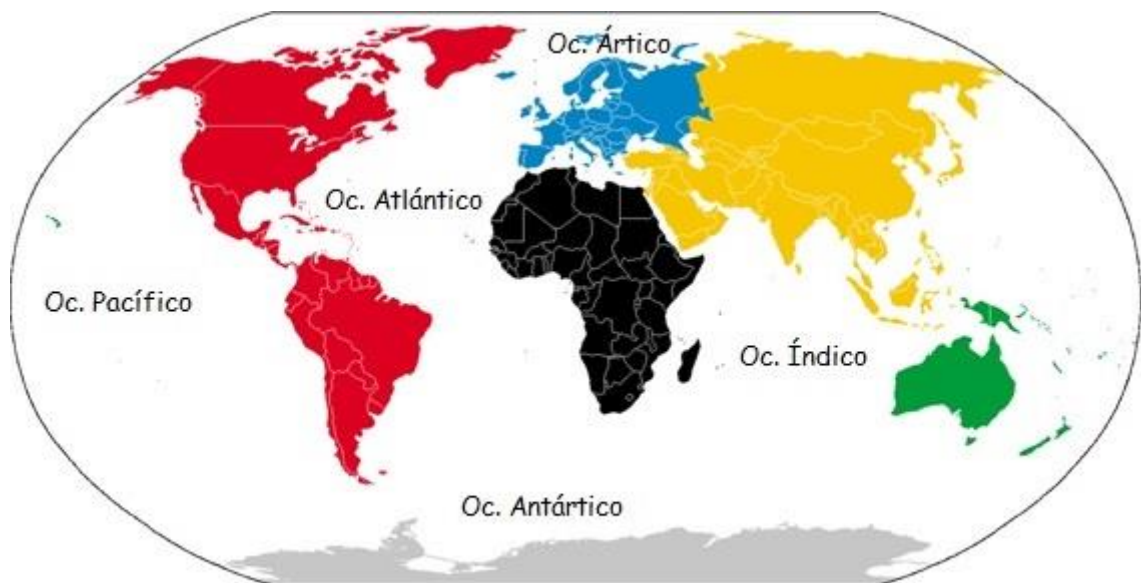 Oc. Ártico
Oc. Atlántico
Oc. Pacífico
Oc. Índico
Oc. Antártico